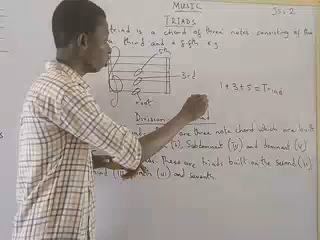 MUSIC
JSS 2
TRIADS
triad is a chord of three notes consisting of the
third and a fifth e.g
5th
3rd
root
1+3+5=Triad
Division
are three note chord which are built
Subdominant (IV) and dominant (V)
These are triads built on the second (ii)
(vi) and seventh.